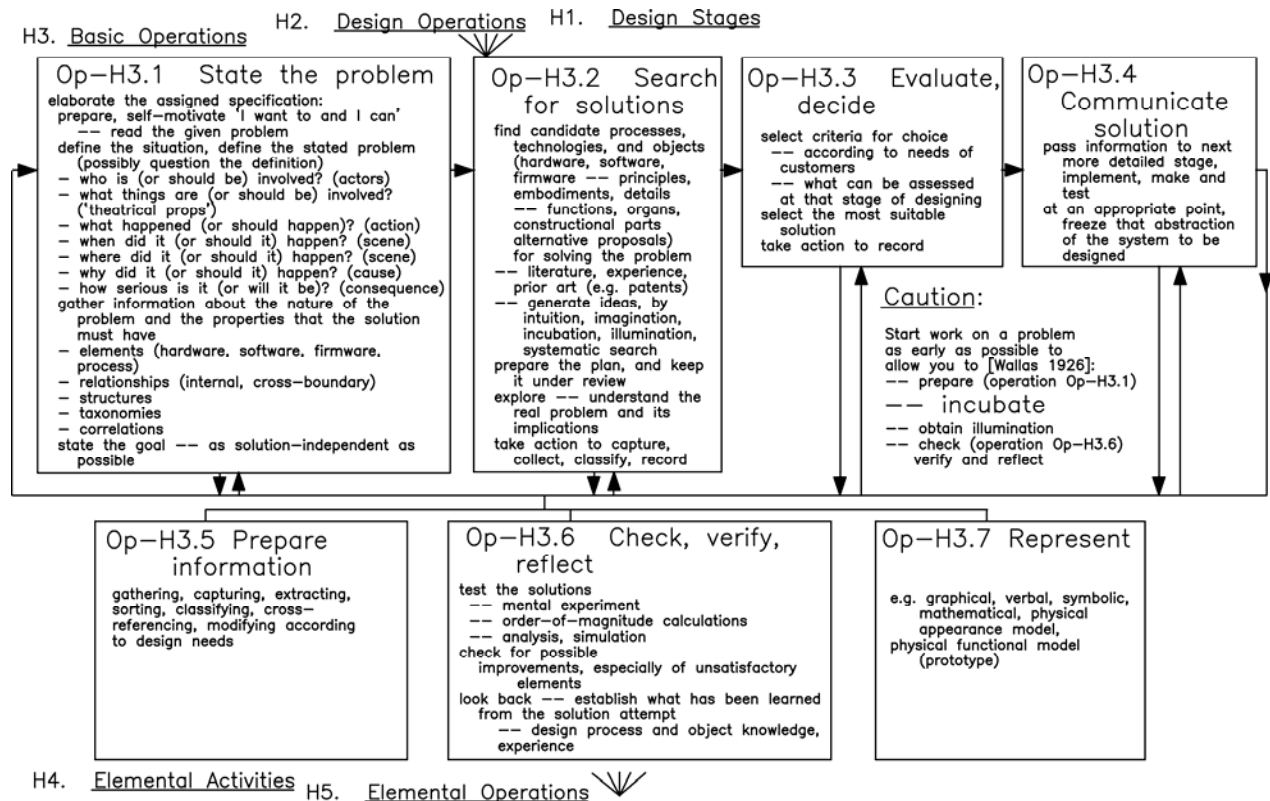 H1. Design Stages
H2. Design Operations
H3. Basic Operations
Op-H3.1 State the problem
elaborate the assigned specification:
prepare, self-motivate 'I want to and I can'
-- read the given problem
define the situation, define the stated problem
(possibly question the definition)
- who is (or should be) involved? (actors)
- what things are (or should be) involved?
('theatrical props')
- what happened (or should happen)? (action)
- when did it (or should it) happen? (scene)
- where did it (or should it) happen? (scene)
- why did it (or should it) happen? (cause)
- how serious is it (or will it be)? (consequence)
gather information about the nature of the
problem and the properties that the solution
must have
- elements (hardware. software, firmware.
process)
- relationships (internal, cross-boundary)
- structures
- taxonomies
- correlations
state the goal -- as solution-independent as
possible
Op-H3.2 Search
for solutions
find candidate processes,
technologies, and objects
(hardware, software,
firmware -- principles,
embodiments, details
-- functions, organs,
constructional parts
alternative proposals)
for solving the problem
-- literature, experience,
prior art (e.g. patents)
-- generate ideas, by
intuition, imagination,
incubation, illumination,
systematic search
prepare the plan, and keep
it under review
explore -- understand the
real problem and its
implications
take action to capture,
collect, classify, record
Op-H3.3 Evaluate,
decide
select criteria for choice
-- according to needs of
customers
-- what can be assessed
at that stage of designing
select the most suitable
solution
take action to record
Op-H3.4
Communicate
solution
pass information to next
more detailed stage,
implement, make and
test
at an appropriate point,
freeze that abstraction
of the system to be
designed
Caution:
Start work on a problem
as early as possible to
allow you to [Wallas 1926]:
-- prepare (operation Op-H3.1)
-- incubate
-- obtain illumination
-- check (operation Op-H3.6)
verify and reflect
Op-H3.5 Prepare
information
gathering, capturing, extracting,
sorting, classifying, cross-
referencing, modifying according
to design needs
Op-H3.6 Check, verify,
reflect
test the solutions
-- mental experiment
-- order-of-magnitude calculations
-- analysis, simulation
check for possible
improvements, especially of unsatisfactory
elements
look back -- establish what has been learned
from the solution attempt
-- design process and object knowledge,
experience
Op-H3.7 Represent
e.g. graphical, verbal, symbolic,
mathematical, physical
appearance model,
physical functional model
(prototype)
H4. Elemental Activities
H5. Elemental Operations